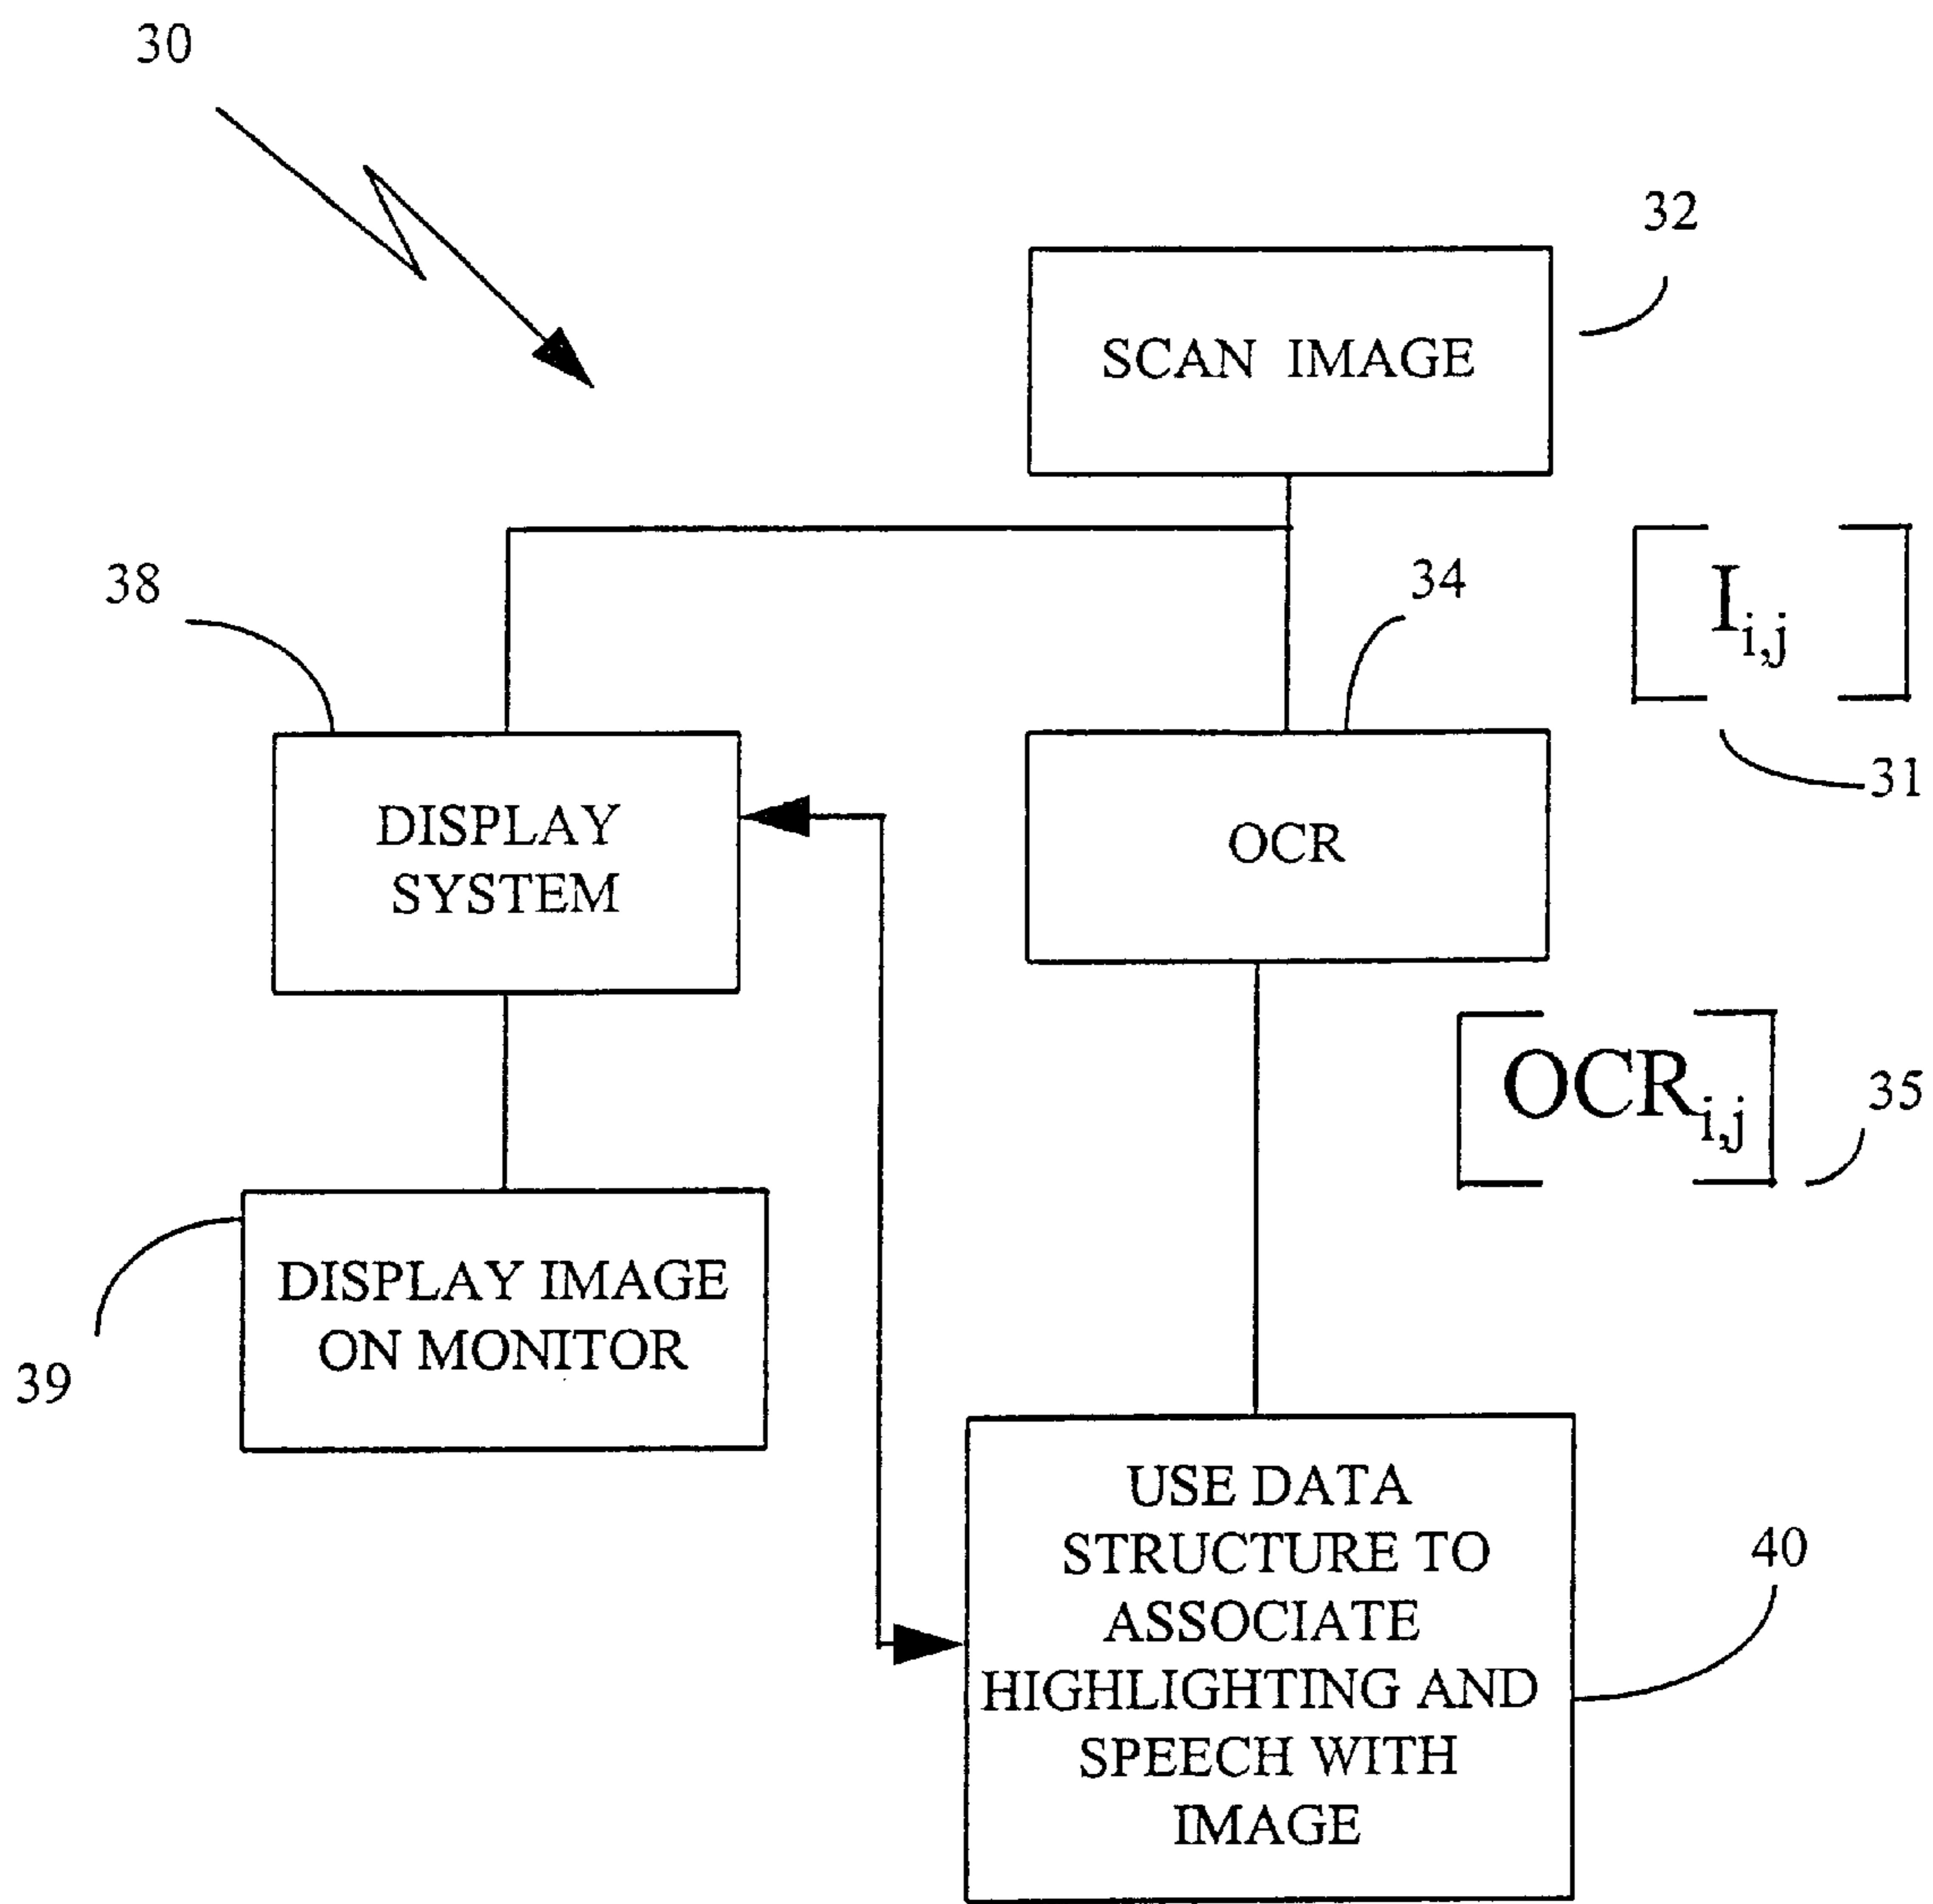 30
32
SCAN IMAGE
38
34
I i,j
31
DISPLAY
SYSTEM
OCR
OCR i,j
35
DISPLAY IMAGE
ON MONITOR
39
USE DATA
STRUCTURE TO
ASSOCIATE
HIGHLIGHTING AND
SPEECH WITH
IMAGE
40